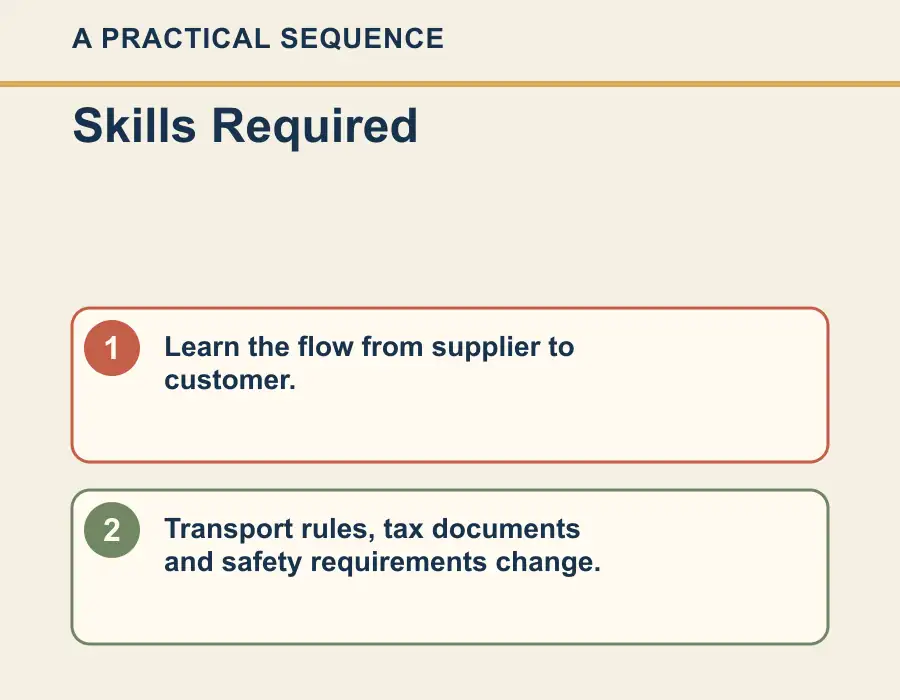 A PRACTICAL SEQUENCE
Skills Required
1
Learn the flow from supplier to
customer.
2
Transport rules, tax documents
and safety requirements change.